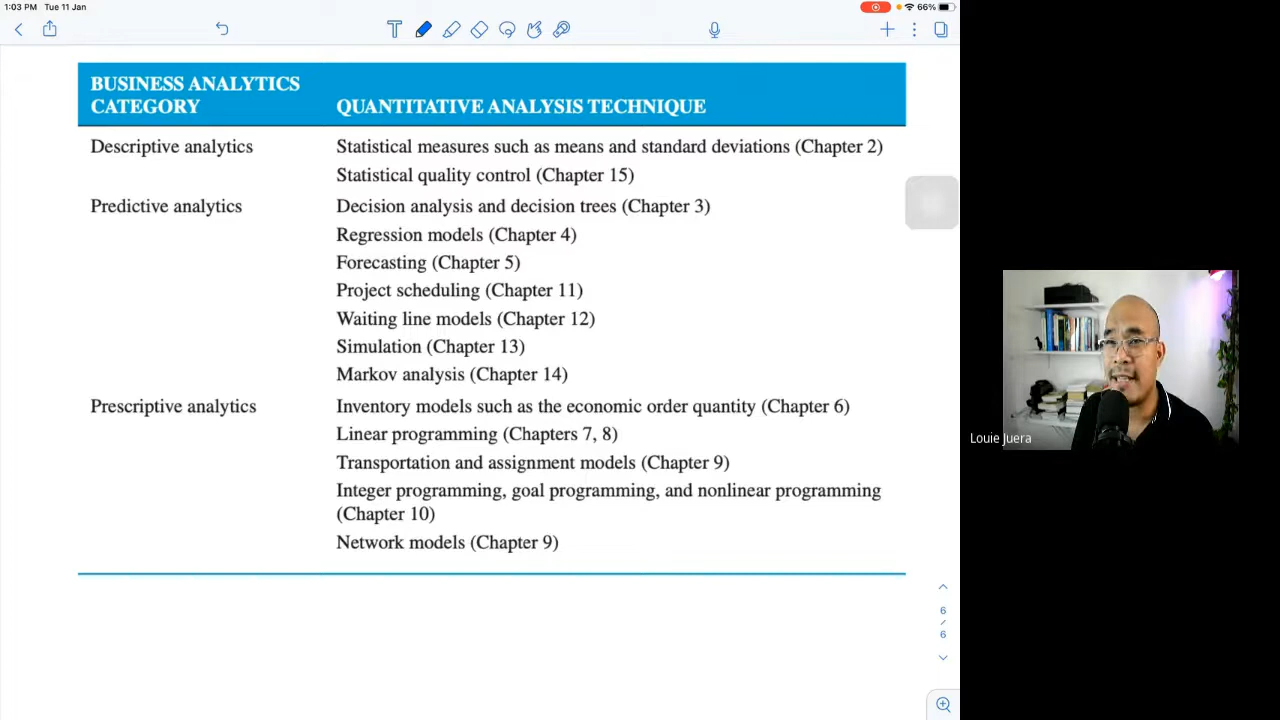 1:03 PM Tue 11 Jan
66%
BUSINESS ANALYTICS
CATEGORY
QUANTITATIVE ANALYSIS TECHNIQUE
Descriptive analytics
Statistical measures such as means and standard deviations (Chapter 2)
Statistical quality control (Chapter 15)
Predictive analytics
Decision analysis and decision trees (Chapter 3)
Regression models (Chapter 4)
Forecasting (Chapter 5)
Project scheduling (Chapter 11)
Waiting line models (Chapter 12)
Simulation (Chapter 13)
Markov analysis (Chapter 14)
Prescriptive analytics
Inventory models such as the economic order quantity (Chapter 6)
Linear programming (Chapters 7, 8)
Transportation and assignment models (Chapter 9)
Integer programming, goal programming, and nonlinear programming
(Chapter 10)
Network models (Chapter 9)
6
/
6
Louie Juera